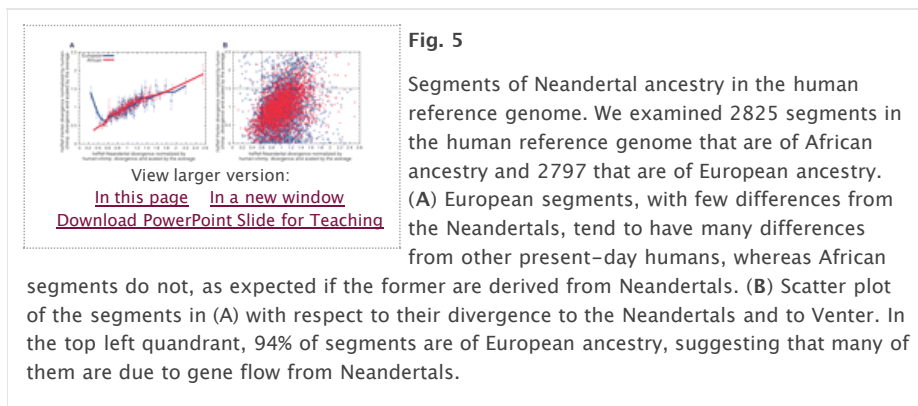 Fig. 5
A
B
European
African
Segments of Neandertal ancestry in the human
reference genome. We examined 2825 segments in
the human reference genome that are of African
ancestry and 2797 that are of European ancestry.
(A) European segments, with few differences from
the Neandertals, tend to have many differences
from other present-day humans, whereas African
segments do not, as expected if the former are derived from Neandertals. (B) Scatter plot
of the segments in (A) with respect to their divergence to the Neandertals and to Venter. In
the top left quandrant, 94% of segments are of European ancestry, suggesting that many of
them are due to gene flow from Neandertals.
View larger version:
In this page In a new window
Download PowerPoint Slide for Teaching